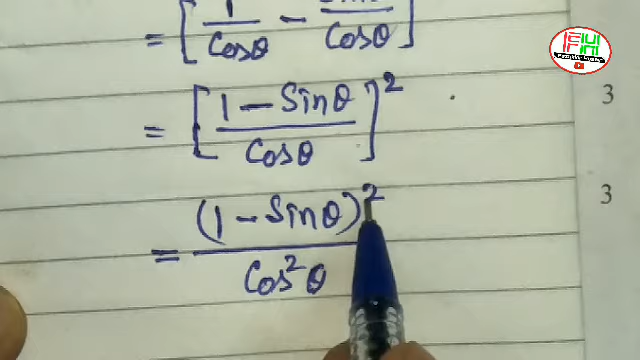 = [ 1/Cosθ - Sinθ/Cosθ ]
= [ (1 - Sinθ)/Cosθ ]²
= (1 - Sinθ)²/Cos²θ
3
3